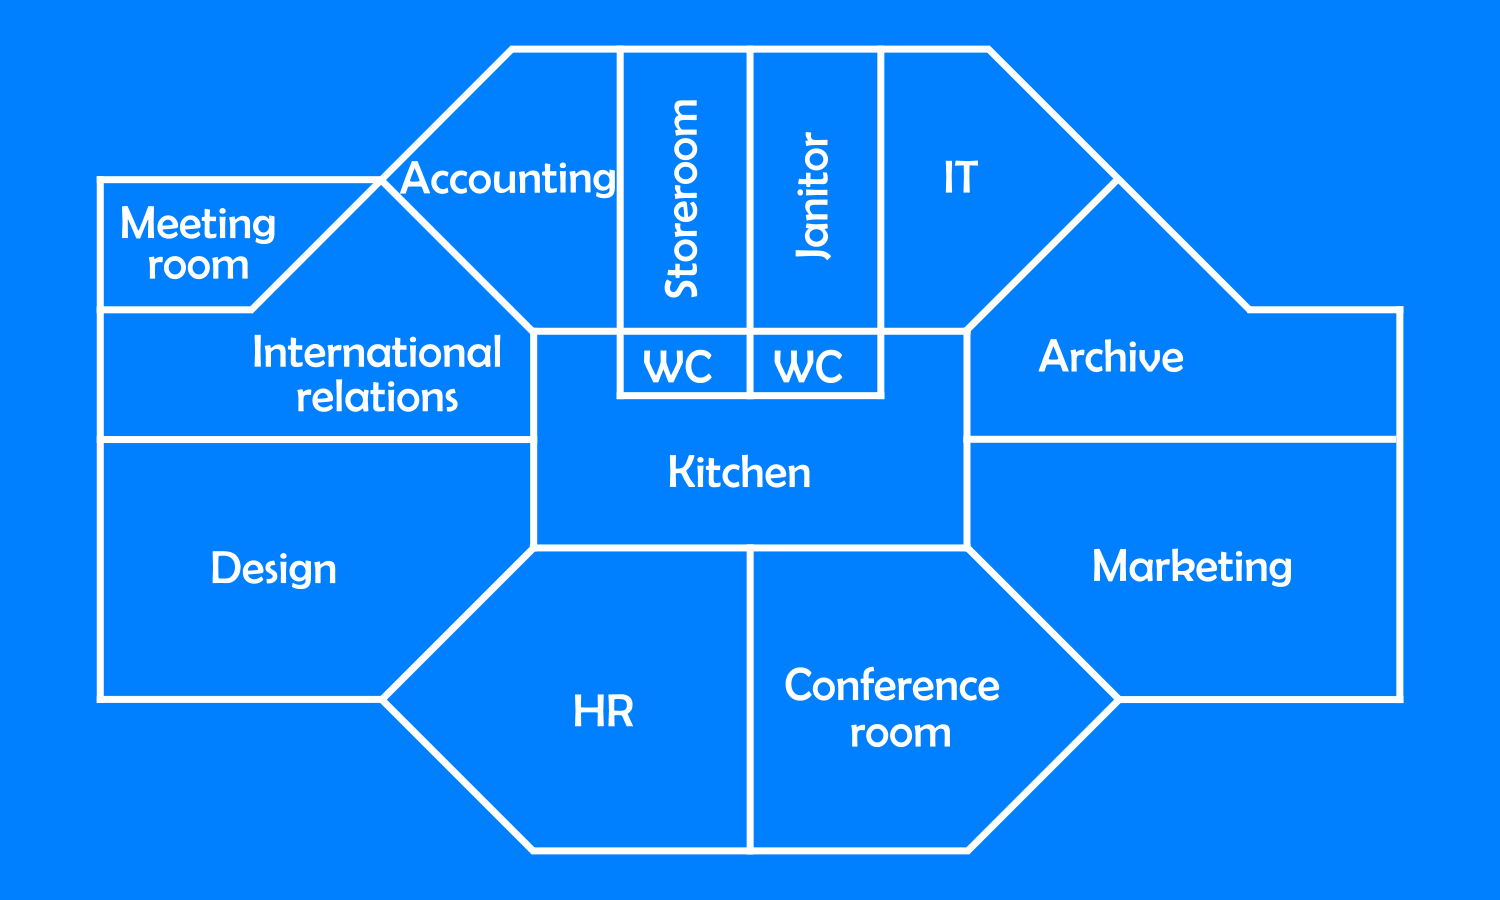 Accounting
Storeroom
Janitor
IT
Meeting
room
International
relations
WC
WC
Archive
Kitchen
Design
Marketing
HR
Conference
room